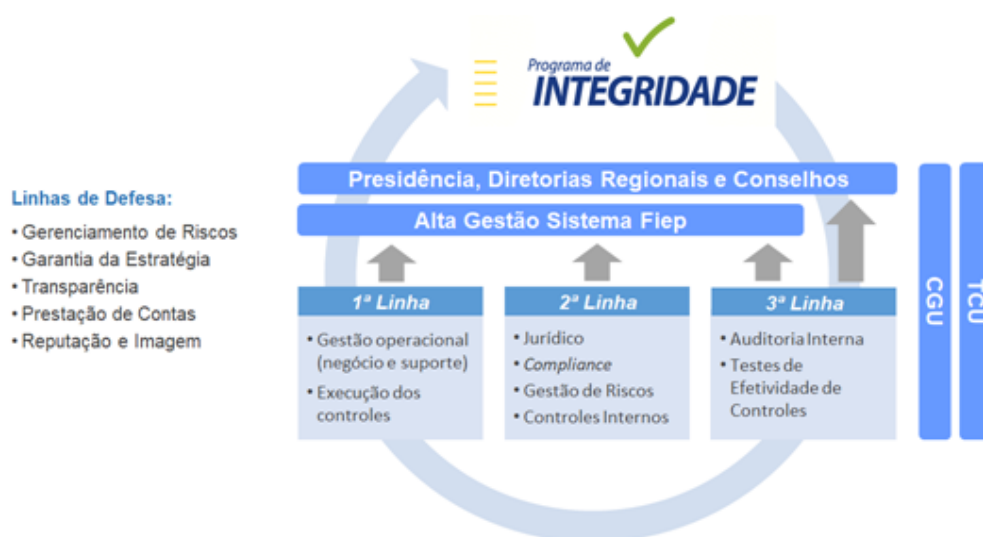 Programa de
INTEGRIDADE
Presidência, Diretorias Regionais e Conselhos
Alta Gestão Sistema Fiep
Linhas de Defesa:
• Gerenciamento de Riscos
• Garantia da Estratégia
• Transparência
• Prestação de Contas
• Reputação e Imagem
1ª Linha
• Gestão operacional
(negócio e suporte)
• Execução dos
controles
2ª Linha
• Jurídico
• Compliance
• Gestão de Riscos
• Controles Internos
3ª Linha
• Auditoria Interna
• Testes de
Efetividade de
Controles
CGU
TCU